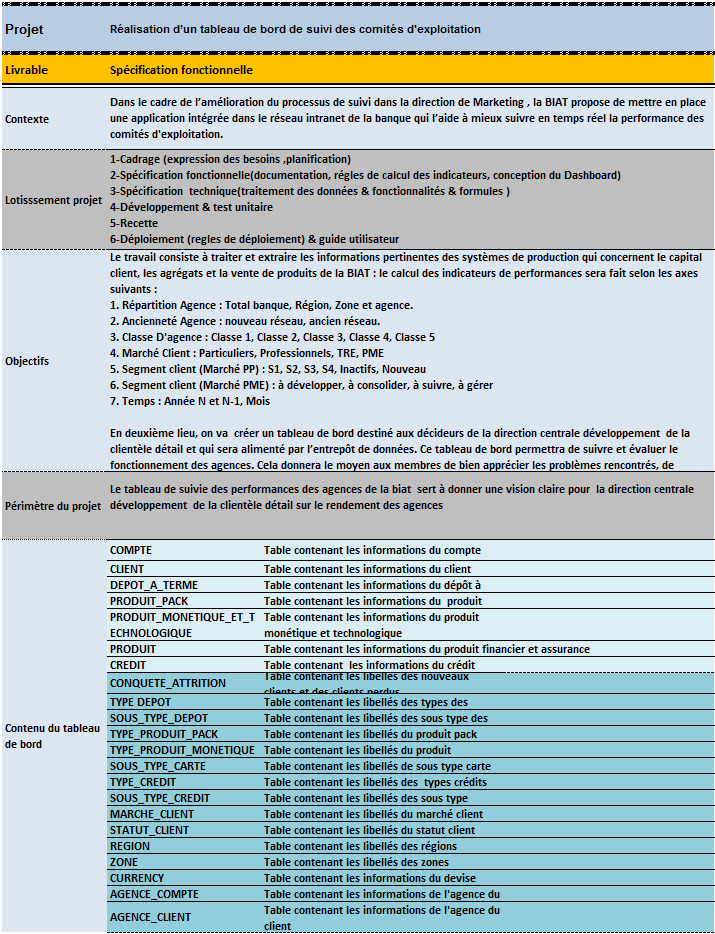 Projet Réalisation d'un tableau de bord de suivi des comités d'exploitation
Livrable Spécification fonctionnelle
Contexte
Dans le cadre de l'amélioration du processus de suivi dans la direction de Marketing , la BIAT propose de mettre en place
une application intégrée dans le réseau intranet de la banque qui l'aide à mieux suivre en temps réel la performance des
comités d'exploitation.
Lotisssement projet
1-Cadrage (expression des besoins ,planification)
2-Spécification fonctionnelle(documentation, régles de calcul des indicateurs, conception du Dashboard)
3-Spécification technique(traitement des données & fonctionnalités & formules )
4-Développement & test unitaire
5-Recette
6-Déploiement (regles de déploiement) & guide utilisateur
Objectifs
Le travail consiste à traiter et extraire les informations pertinentes des systèmes de production qui concernent le capital
client, les agrégats et la vente de produits de la BIAT : le calcul des indicateurs de performances sera fait selon les axes
suivants :
1. Répartition Agence : Total banque, Région, Zone et agence.
2. Ancienneté Agence : nouveau réseau, ancien réseau.
3. Classe D'agence : Classe 1, Classe 2, Classe 3, Classe 4, Classe 5
4. Marché Client : Particuliers, Professionnels, TRE, PME
5. Segment client (Marché PP) : S1, S2, S3, S4, Inactifs, Nouveau
6. Segment client (Marché PME) : à développer, à consolider, à suivre, à gérer
7. Temps : Année N et N-1, Mois
En deuxième lieu, on va créer un tableau de bord destiné aux décideurs de la direction centrale développement de la
clientèle détail et qui sera alimenté par l'entrepôt de données. Ce tableau de bord permettra de suivre et évaluer le
fonctionnement des agences. Cela donnera le moyen aux membres de bien apprécier les problèmes rencontrés, de
Périmètre du projet
Le tableau de suivie des performances des agences de la biat sert à donner une vision claire pour la direction centrale
développement de la clientèle détail sur le rendement des agences
Contenu du tableau
de bord
COMPTE Table contenant les informations du compte
CLIENT Table contenant les informations du client
DEPOT_A_TERME Table contenant les informations du dépôt à
PRODUIT_PACK Table contenant les informations du produit
PRODUIT_MONETIQUE_ET_T Table contenant les informations du produit
ECHNOLOGIQUE monétique et technologique
PRODUIT Table contenant les informations du produit financier et assurance
CREDIT Table contenant les informations du crédit
CONQUETE_ATTRITION Table contenant les libellés des nouveaux
clients et des clients perdus
TYPE DEPOT Table contenant les libellés des types des
SOUS_TYPE_DEPOT Table contenant les libellés des sous type des
TYPE_PRODUIT_PACK Table contenant les libellés du produit pack
TYPE_PRODUIT_MONETIQUE Table contenant les libellés du produit
SOUS_TYPE_CARTE Table contenant les libellés de sous type carte
TYPE_CREDIT Table contenant les libellés des types crédits
SOUS_TYPE_CREDIT Table contenant les libellés des sous type
MARCHE_CLIENT Table contenant les libellés du marché client
STATUT_CLIENT Table contenant les libellés du statut client
REGION Table contenant les libellés des régions
ZONE Table contenant les libellés des zones
CURRENCY Table contenant les informations du devise
AGENCE_COMPTE Table contenant les informations de l'agence du
AGENCE_CLIENT Table contenant les informations de l'agence du
client